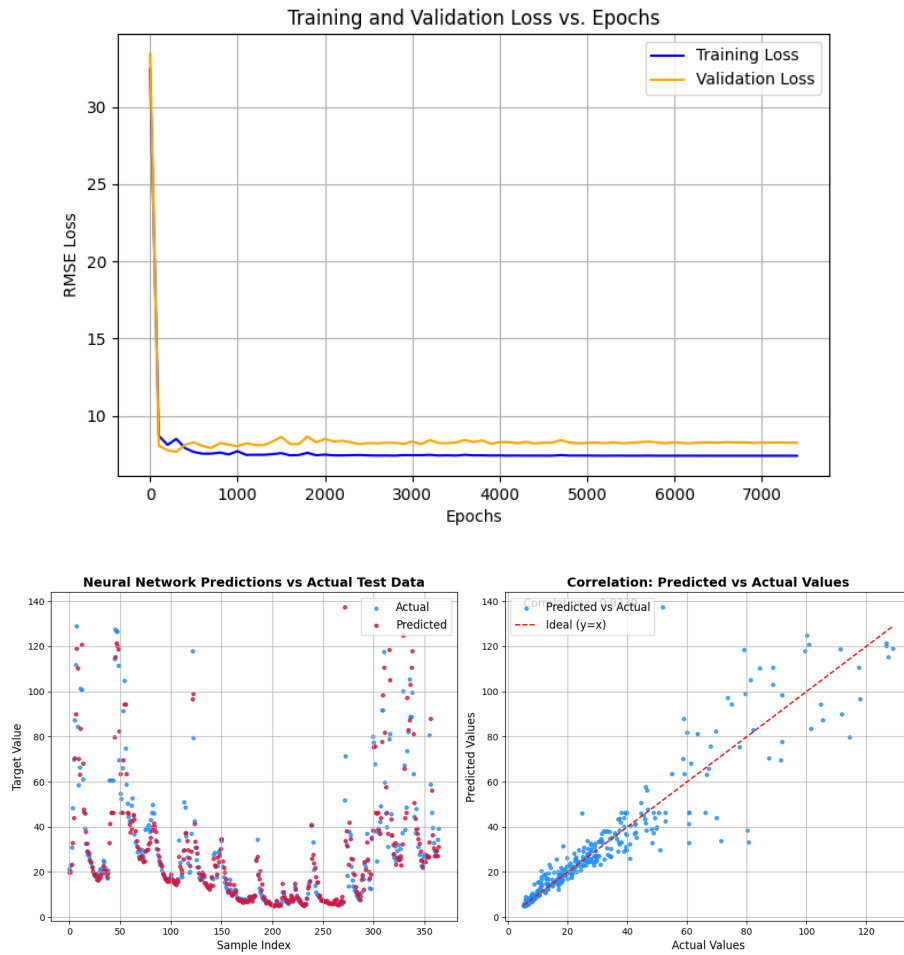 Training and Validation Loss vs. Epochs
Training Loss
Validation Loss
RMSE Loss
30
25
20
15
10
0
1000
2000
3000
4000
5000
6000
7000
Epochs
Neural Network Predictions vs Actual Test Data
Actual
Predicted
Target Value
140
120
100
80
60
40
20
0
0
50
100
150
200
250
300
350
Sample Index
Correlation: Predicted vs Actual Values
Predicted vs Actual
Ideal (y=x)
Predicted Values
140
120
100
80
60
40
20
0
0
20
40
60
80
100
120
Actual Values